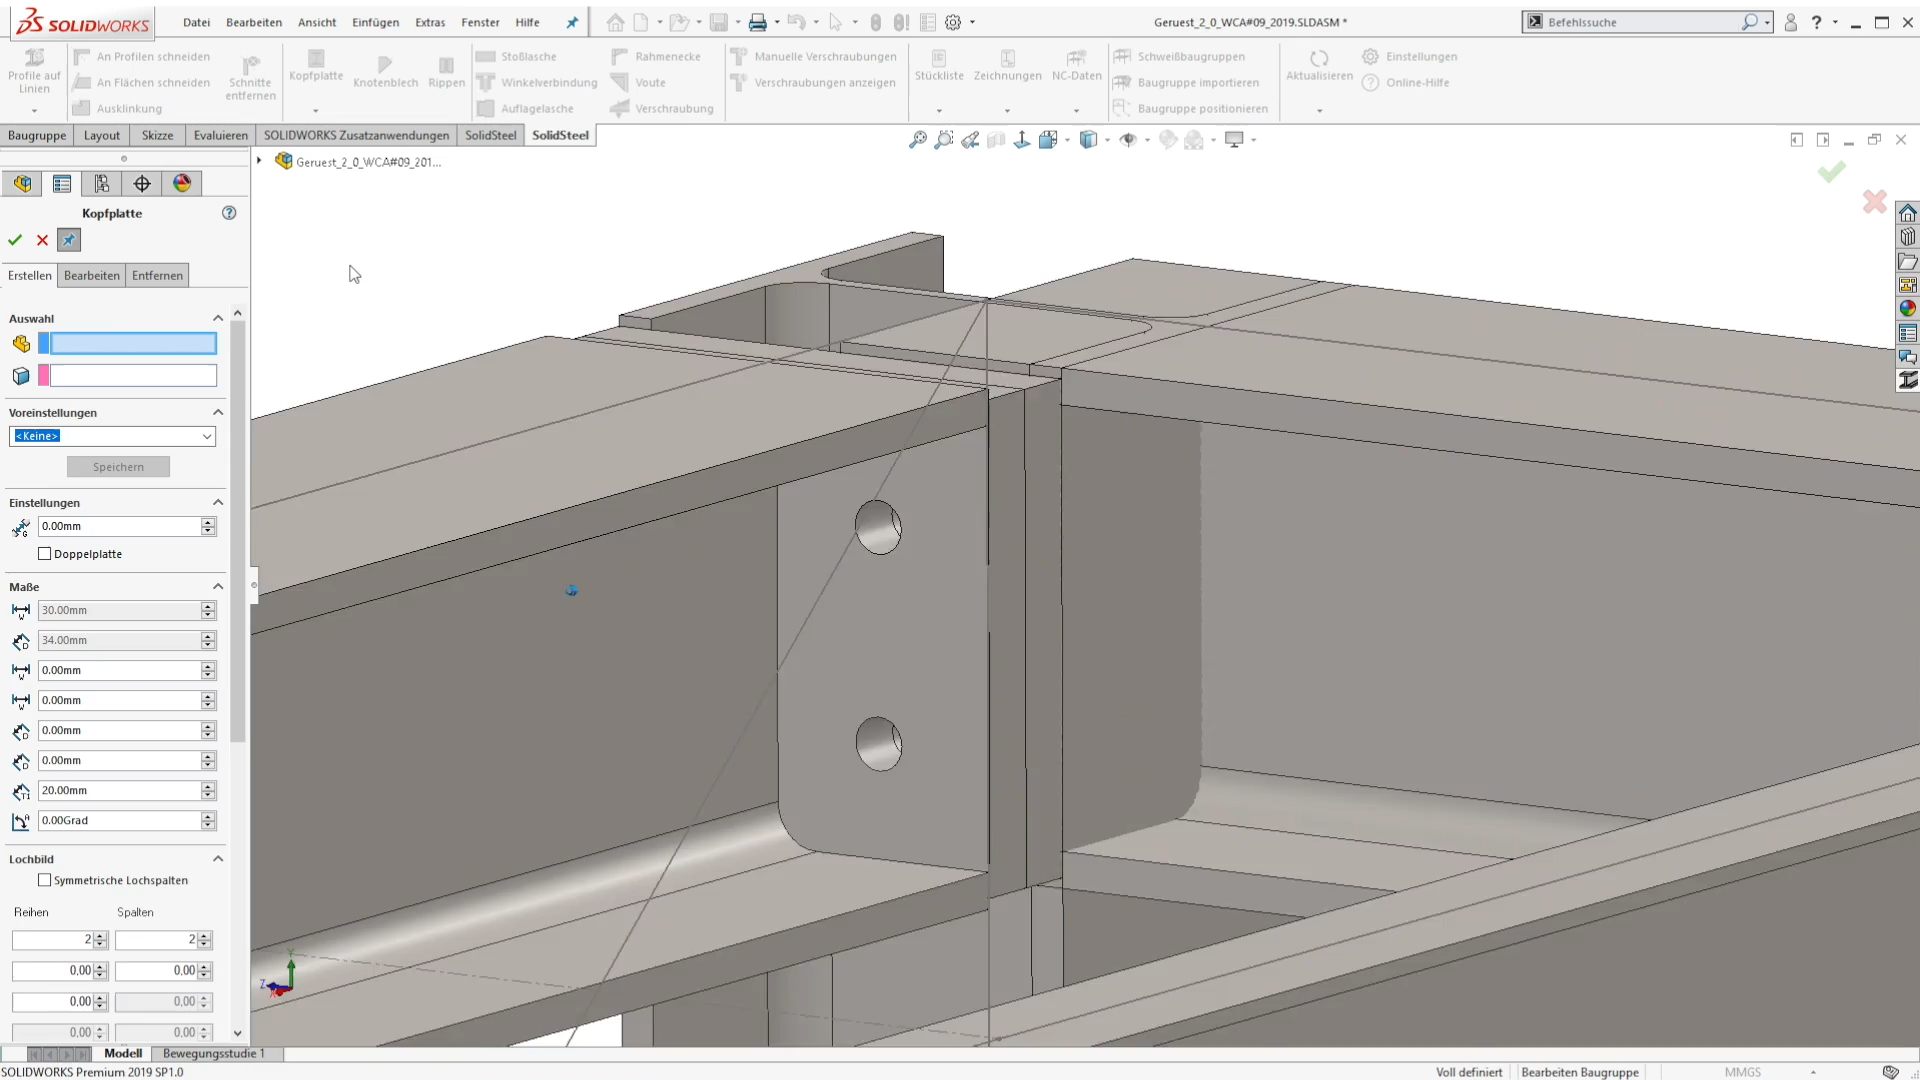 SOLIDWORKS
Datei Bearbeiten Ansicht Einfügen Extras Fenster Hilfe
Geruest_2_0_WCA#09_2019.SLDASM *
Befehlssuche
Profile auf Linien
An Profilen schneiden
An Flächen schneiden
Ausklinkung
Schnitte entfernen
Kopfplatte
Knotenblech
Rippen
Stoßlasche
Winkelverbindung
Auflagelasche
Rahmenecke
Voute
Verschraubung
Manuelle Verschraubungen
Verschraubungen anzeigen
Stückliste
Zeichnungen
NC-Daten
Schweißbaugruppen
Baugruppe importieren
Baugruppe positionieren
Aktualisieren
Einstellungen
Online-Hilfe
Baugruppe Layout Skizze Evaluieren SOLIDWORKS Zusatzanwendungen SolidSteel SolidSteel
Geruest_2_0_WCA#09_201...
Kopfplatte
Erstellen Bearbeiten Entfernen
Auswahl
Voreinstellungen
<Keine>
Speichern
Einstellungen
0.00mm
Doppelplatte
Maße
30.00mm
34.00mm
0.00mm
0.00mm
0.00mm
0.00mm
20.00mm
0.00Grad
Lochbild
Symmetrische Lochspalten
Reihen Spalten
2 2
0.00 0.00
0.00 0.00
0.00 0.00
Z Y X
Modell Bewegungsstudie 1
SOLIDWORKS Premium 2019 SP1.0
Voll definiert Bearbeiten Baugruppe MMGS